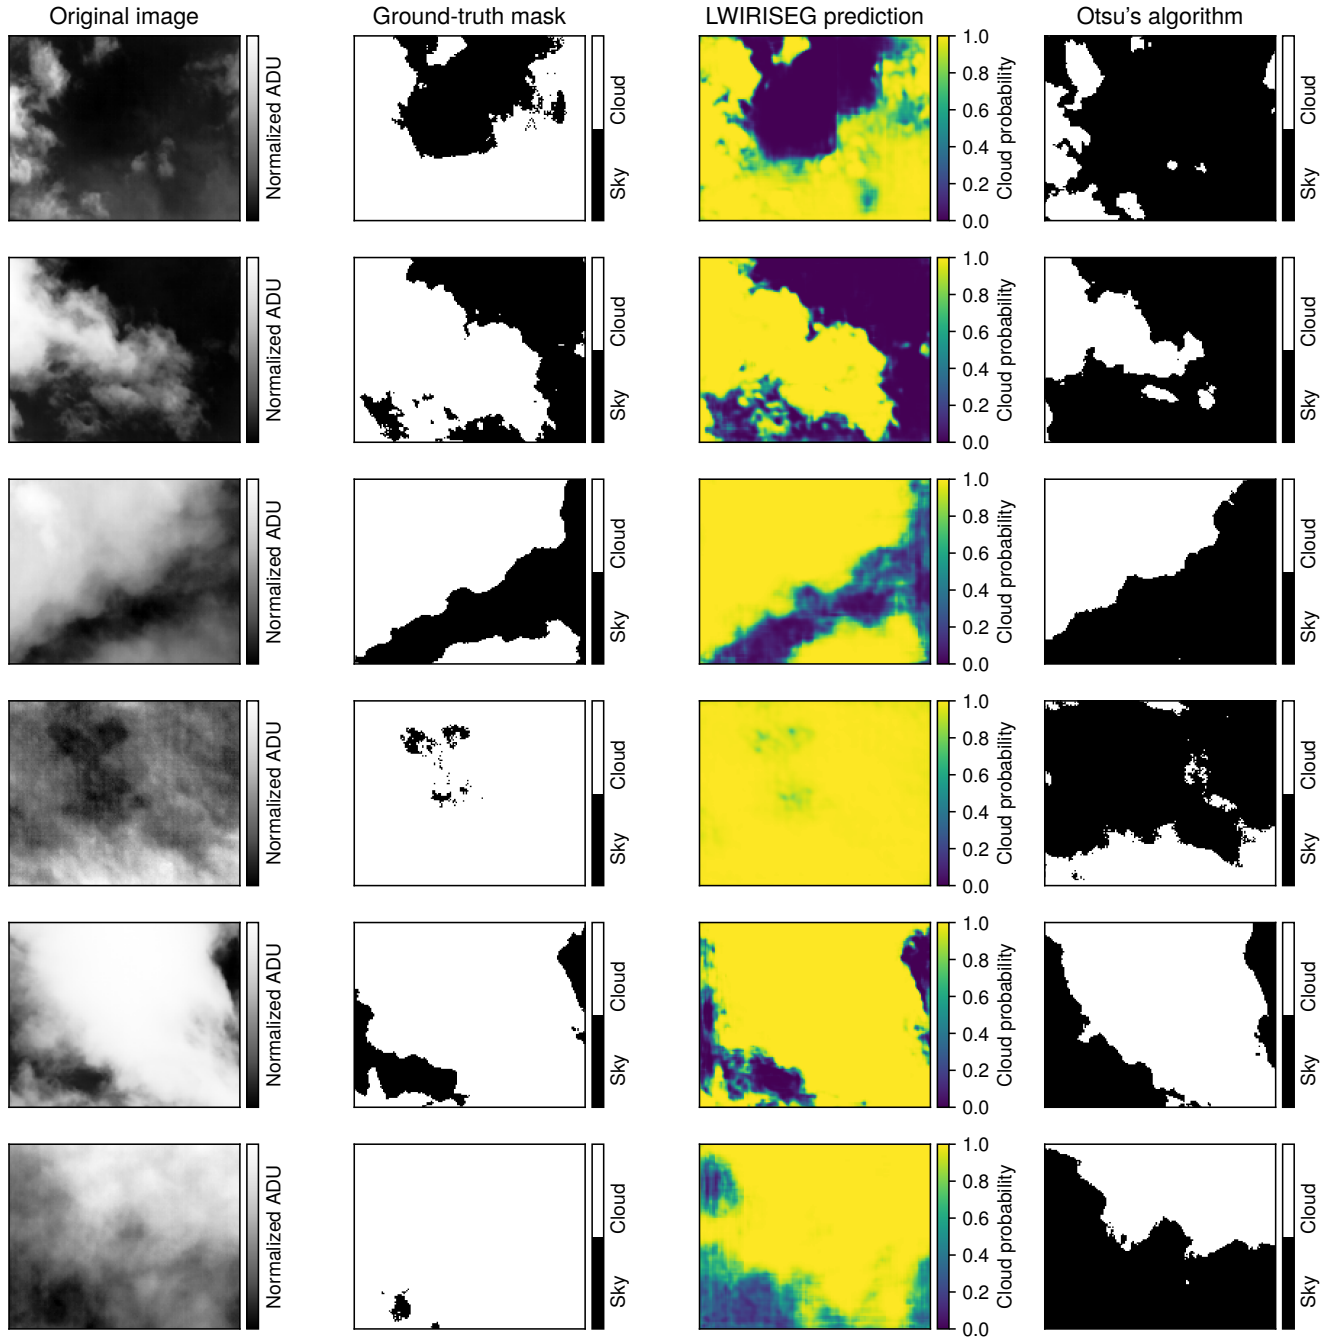 Original image
Ground-truth mask
LWIRISEG prediction
Otsu's algorithm
Normalized ADU
Cloud
Sky
1.0
0.8
0.6
0.4
0.2
0.0
Cloud probability
Cloud
Sky
Normalized ADU
Cloud
Sky
1.0
0.8
0.6
0.4
0.2
0.0
Cloud probability
Cloud
Sky
Normalized ADU
Cloud
Sky
1.0
0.8
0.6
0.4
0.2
0.0
Cloud probability
Cloud
Sky
Normalized ADU
Cloud
Sky
1.0
0.8
0.6
0.4
0.2
0.0
Cloud probability
Cloud
Sky
Normalized ADU
Cloud
Sky
1.0
0.8
0.6
0.4
0.2
0.0
Cloud probability
Cloud
Sky
Normalized ADU
Cloud
Sky
1.0
0.8
0.6
0.4
0.2
0.0
Cloud probability
Cloud
Sky